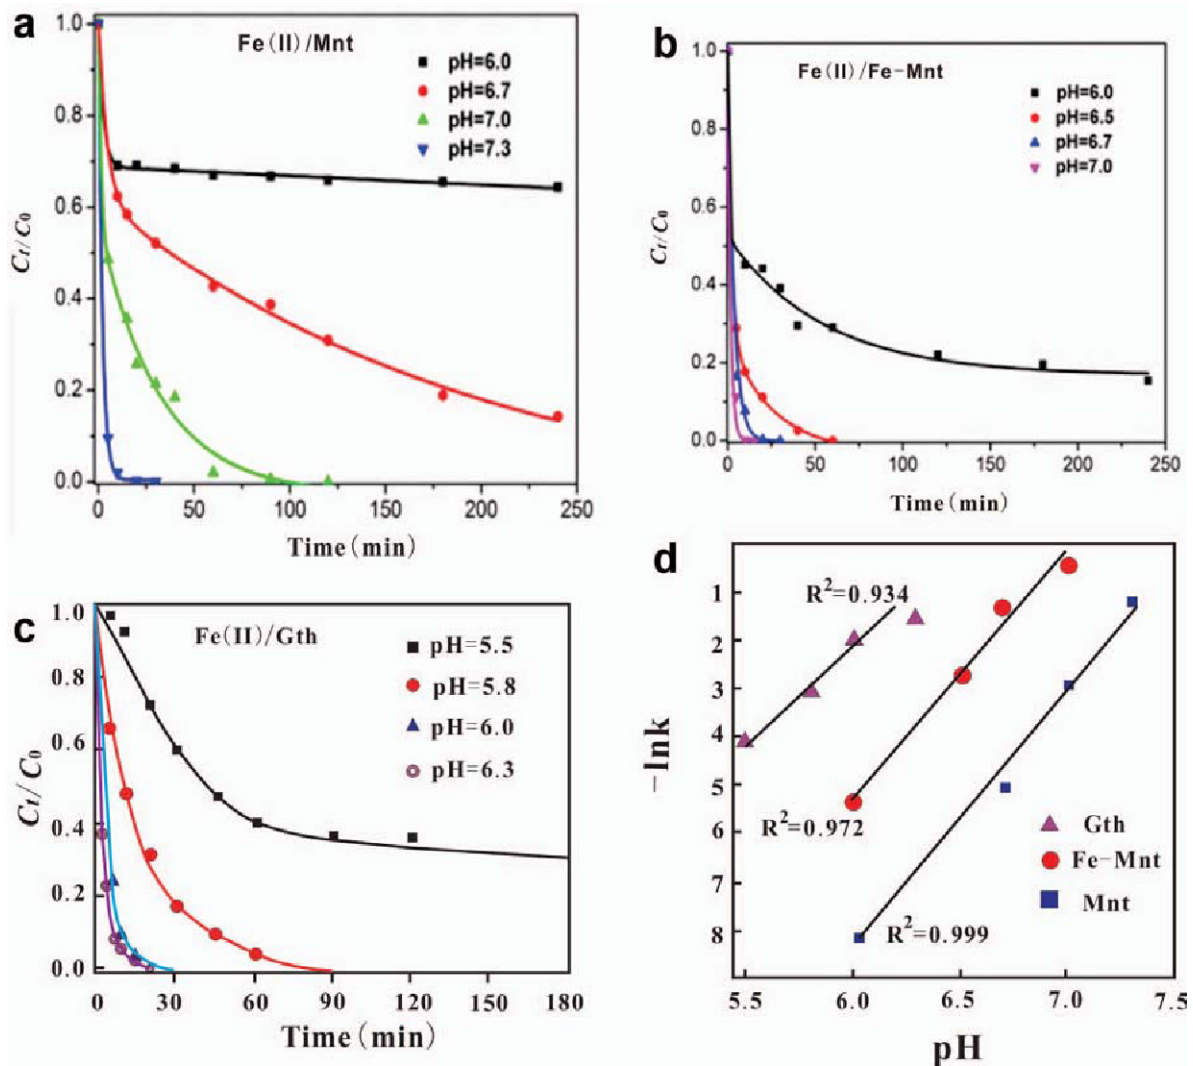 a
Fe(II)/Mnt
pH=6.0
pH=6.7
pH=7.0
pH=7.3
1.0
0.8
0.6
0.4
0.2
0.0
Ct/C0
0 50 100 150 200 250
Time(min)
b
Fe(II)/Fe-Mnt
pH=6.0
pH=6.5
pH=6.7
pH=7.0
1.0
0.8
0.6
0.4
0.2
0.0
Ct/C0
0 50 100 150 200 250
Time(min)
c
Fe(II)/Gth
pH=5.5
pH=5.8
pH=6.0
pH=6.3
1.0
0.8
0.6
0.4
0.2
0.0
Ct/C0
0 30 60 90 120 150 180
Time(min)
d
R²=0.934
R²=0.972
R²=0.999
Gth
Fe-Mnt
Mnt
1
2
3
4
5
6
7
8
-lnk
5.5 6.0 6.5 7.0 7.5
pH